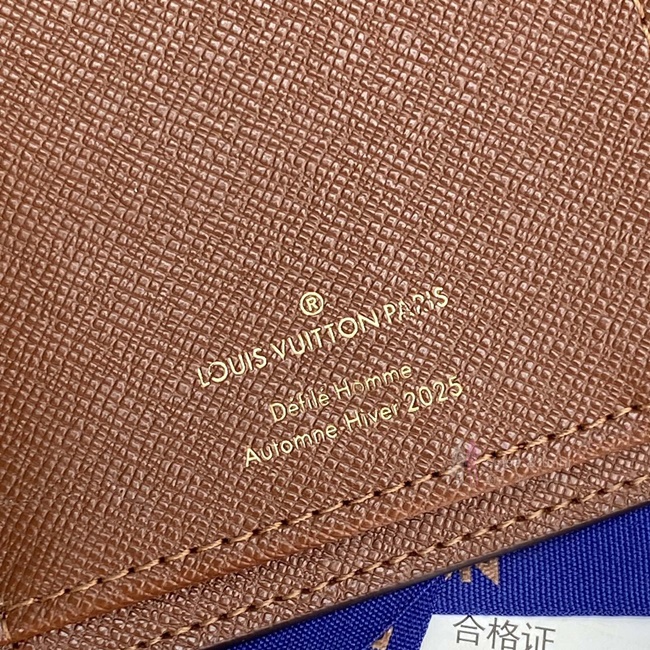 ®
LOUIS VUITTON PARIS
Defilé Homme
Automne-Hiver 2025
合格证